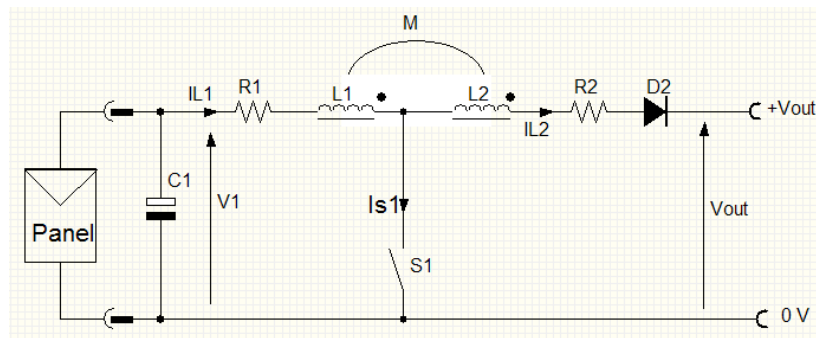 M
IL1
R1
L1
L2
R2
D2
+Vout
IL2
C1
V1
Is1
Vout
Panel
S1
0 V